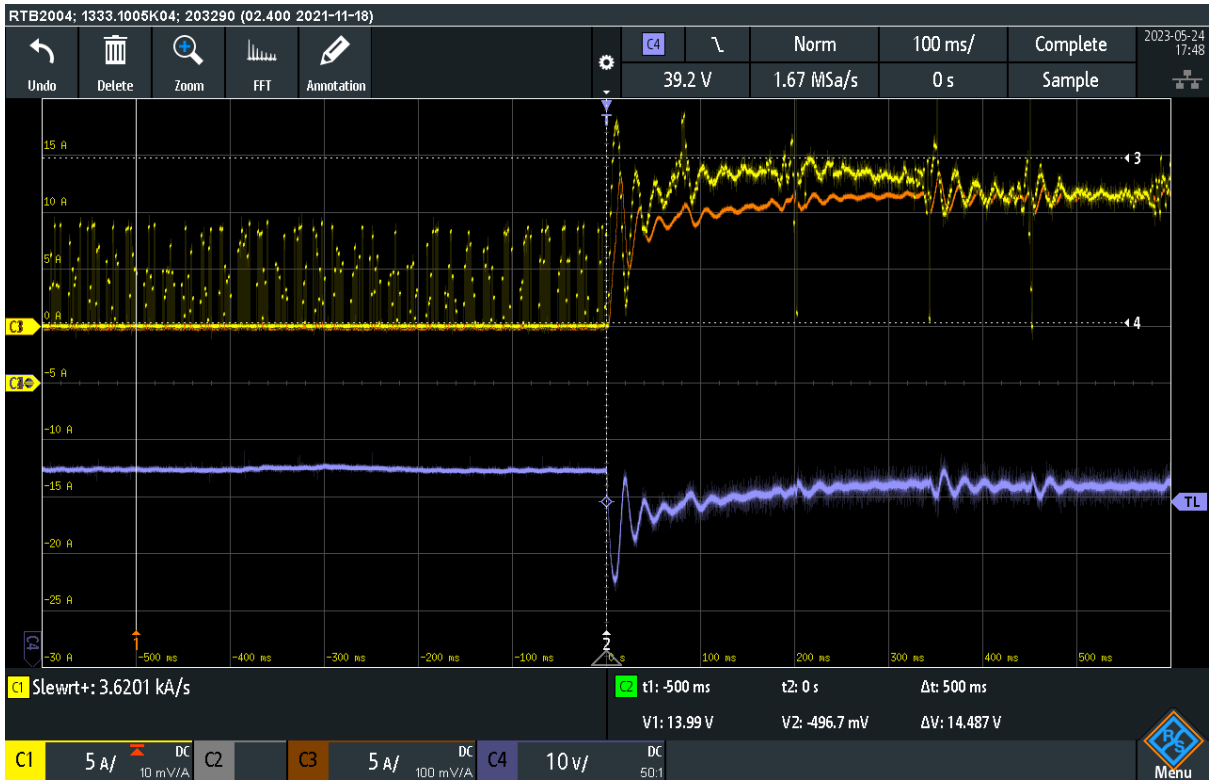 RTB2004; 1333.1005K04; 203290 (02.400 2021-11-18)
Undo Delete Zoom FFT Annotation
C4 Norm 100 ms/ Complete
39.2 V 1.67 MSa/s 0 s Sample
2023-05-24
17:48
T
15 A
10 A
5 A
0 A
-5 A
-10 A
-15 A
-20 A
-25 A
-30 A
3
4
C3
TL
C4
1
2
-500 ms -400 ms -300 ms -200 ms -100 ms 0 s 100 ms 200 ms 300 ms 400 ms 500 ms
C1 Slewrt+: 3.6201 kA/s
C2 t1: -500 ms t2: 0 s Δt: 500 ms
V1: 13.99 V V2: -496.7 mV ΔV: 14.487 V
C1 5 A/ DC 10 mV/A
C2
C3 5 A/ DC 100 mV/A
C4 10 V/ DC 50:1
R&S
Menu